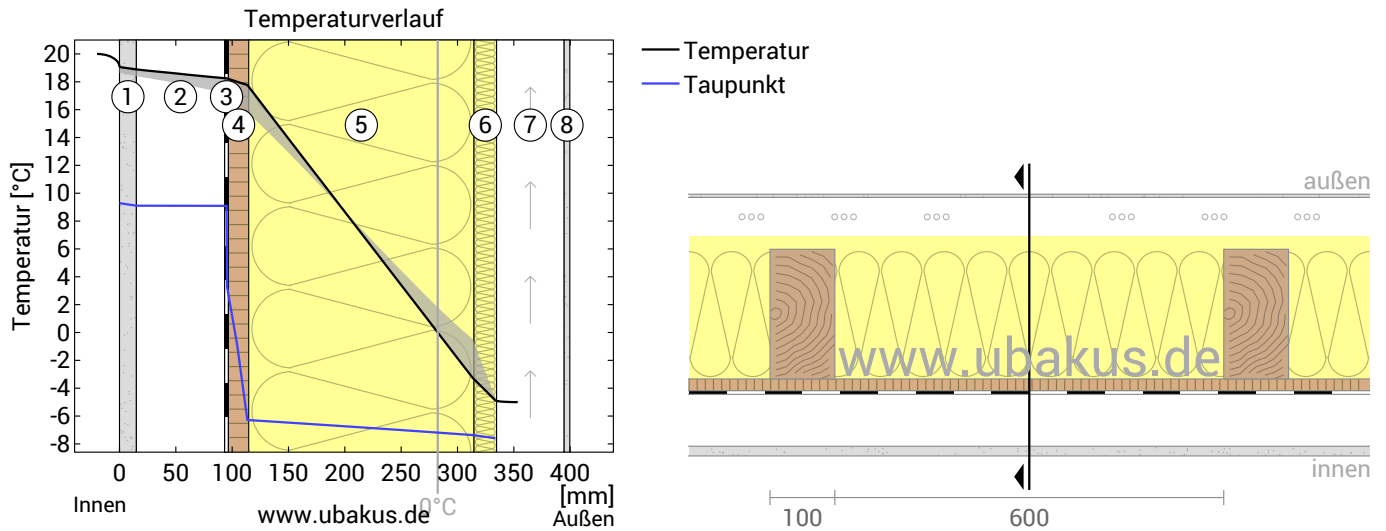 Temperaturverlauf
Temperatur [°C]
20
18
16
14
12
10
8
6
4
2
0
-2
-4
-6
-8
1
2
3
4
5
6
7
8
0 50 100 150 200 250 300 350 400
[mm]
Innen
www.ubakus.de
0°C
Außen
Temperatur
Taupunkt
außen
www.ubakus.de
innen
100
600